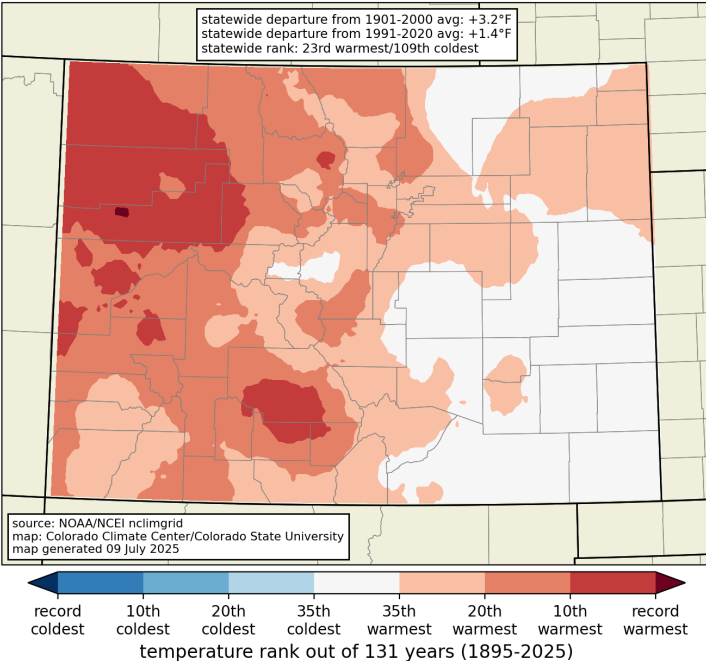 statewide departure from 1901-2000 avg: +3.2°F
statewide departure from 1991-2020 avg: +1.4°F
statewide rank: 23rd warmest/109th coldest
source: NOAA/NCEI nclimgrid
map: Colorado Climate Center/Colorado State University
map generated 09 July 2025
record coldest
10th coldest
20th coldest
35th coldest
35th warmest
20th warmest
10th warmest
record warmest
temperature rank out of 131 years (1895-2025)